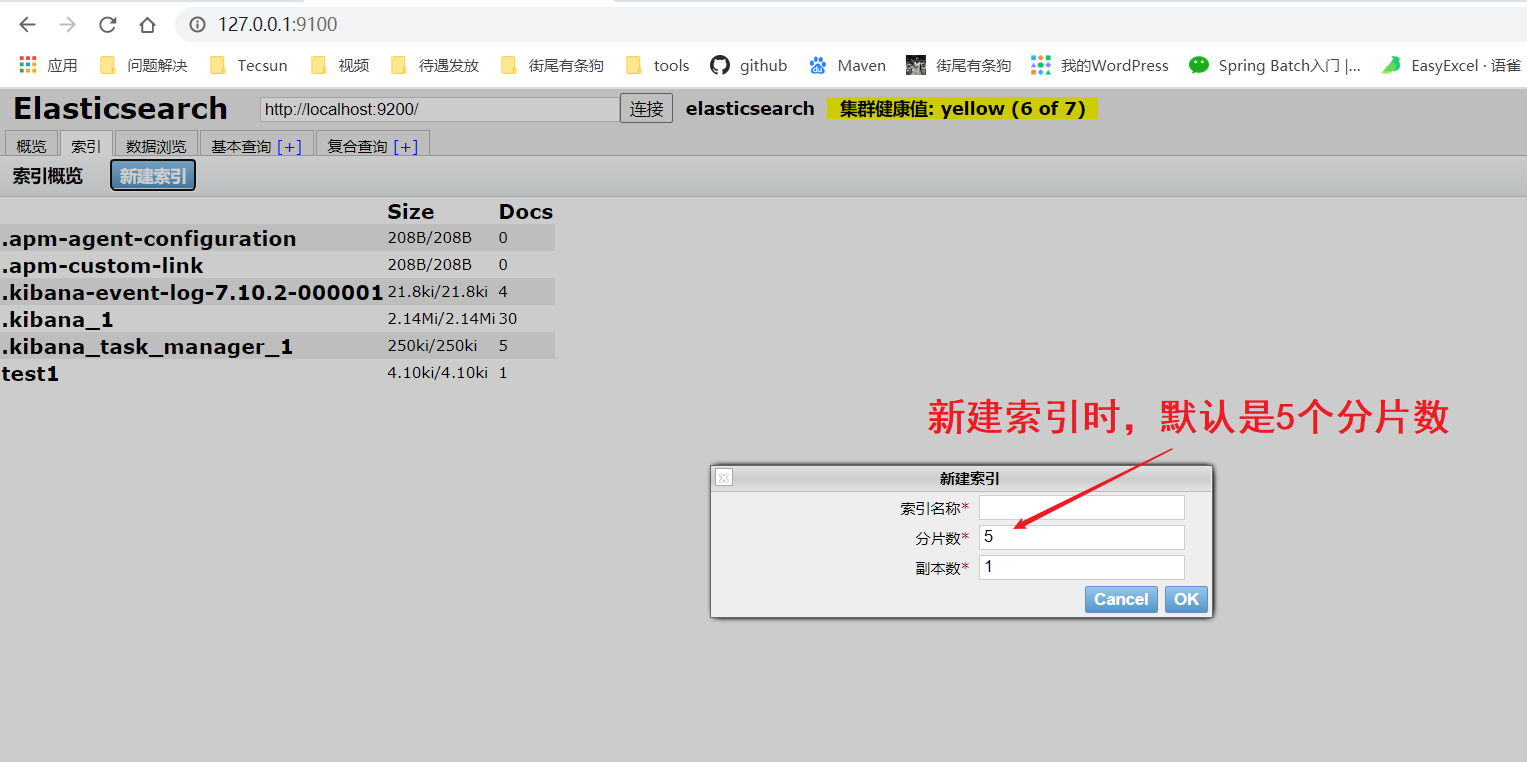 127.0.0.1:9100
应用 问题解决 Tecsun 视频 待遇发放 街尾有条狗 tools github Maven 街尾有条狗 我的WordPress Spring Batch入门 |... EasyExcel · 语雀
Elasticsearch http://localhost:9200/ 连接 elasticsearch 集群健康值: yellow (6 of 7)
概览 索引 数据浏览 基本查询 [+] 复合查询 [+]
索引概览 新建索引
Size Docs
.apm-agent-configuration 208B/208B 0
.apm-custom-link 208B/208B 0
.kibana-event-log-7.10.2-000001 21.8ki/21.8ki 4
.kibana_1 2.14Mi/2.14Mi 30
.kibana_task_manager_1 250ki/250ki 5
test1 4.10ki/4.10ki 1
新建索引时，默认是5个分片数
新建索引
索引名称*
分片数* 5
副本数* 1
Cancel OK